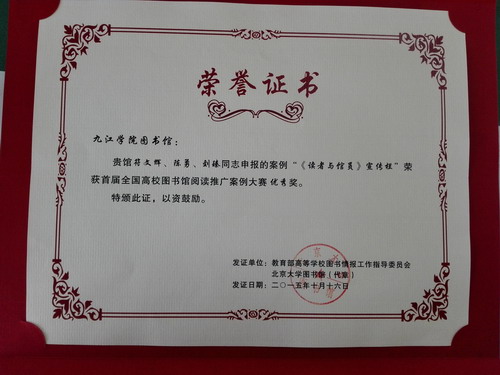 荣誉证书
九江学院图书馆：
贵馆符文辉、陈勇、刘臻同志申报的案例“《读者与馆员》宣传栏”荣
获首届全国高校图书馆阅读推广案例大赛优秀奖。
特颁此证，以资鼓励。
发证单位：教育部高等学校图书情报工作指导委员会
北京大学图书馆（代章）
发证日期：二〇一五年十月十六日